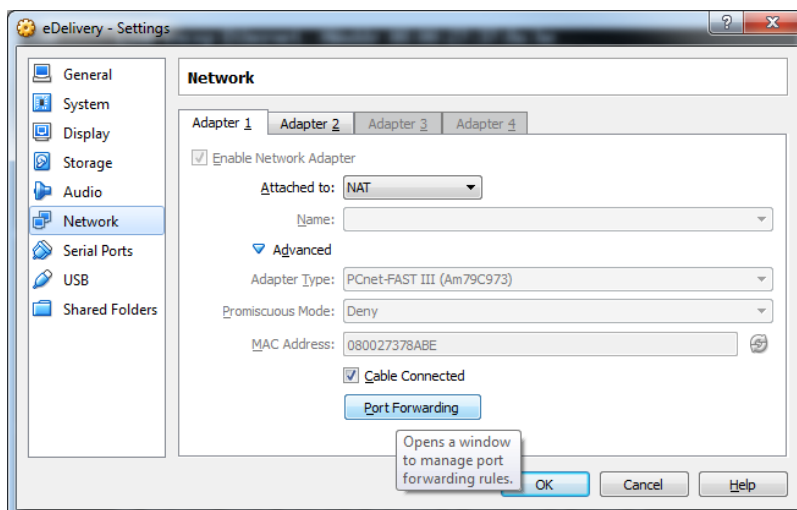 eDelivery - Settings
General
System
Display
Storage
Audio
Network
Serial Ports
USB
Shared Folders
Network
Adapter 1 Adapter 2 Adapter 3 Adapter 4
Enable Network Adapter
Attached to: NAT
Name:
Advanced
Adapter Type: PCnet-FAST III (Am79C973)
Promiscuous Mode: Deny
MAC Address: 080027378ABE
Cable Connected
Port Forwarding
Opens a window
to manage port
forwarding rules.
OK Cancel Help